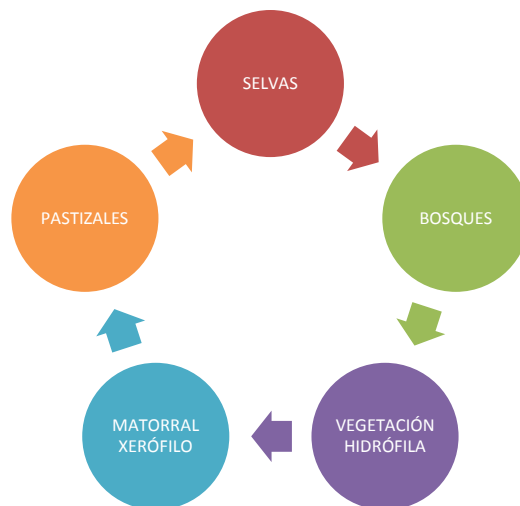 SELVAS
BOSQUES
VEGETACIÓN
HIDRÓFILA
MATORRAL
XERÓFILO
PASTIZALES